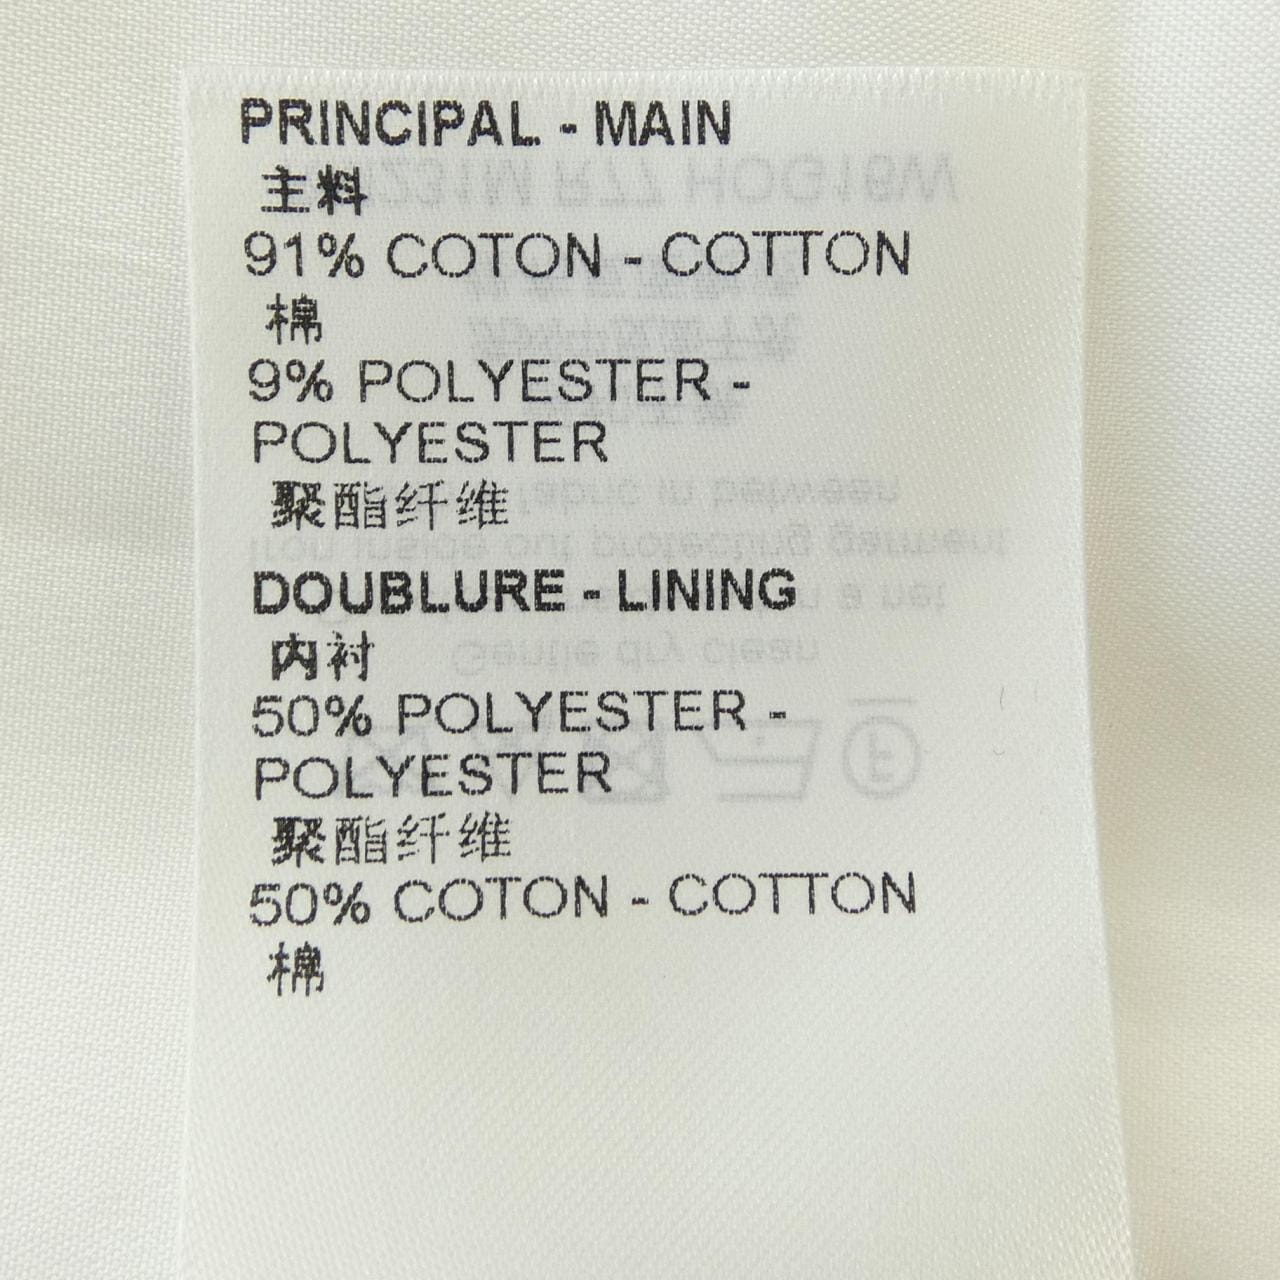 PRINCIPAL - MAIN
主料
91% COTON - COTTON
棉
9% POLYESTER -
POLYESTER
聚酯纤维
DOUBLURE - LINING
内衬
50% POLYESTER -
POLYESTER
聚酯纤维
50% COTON - COTTON
棉